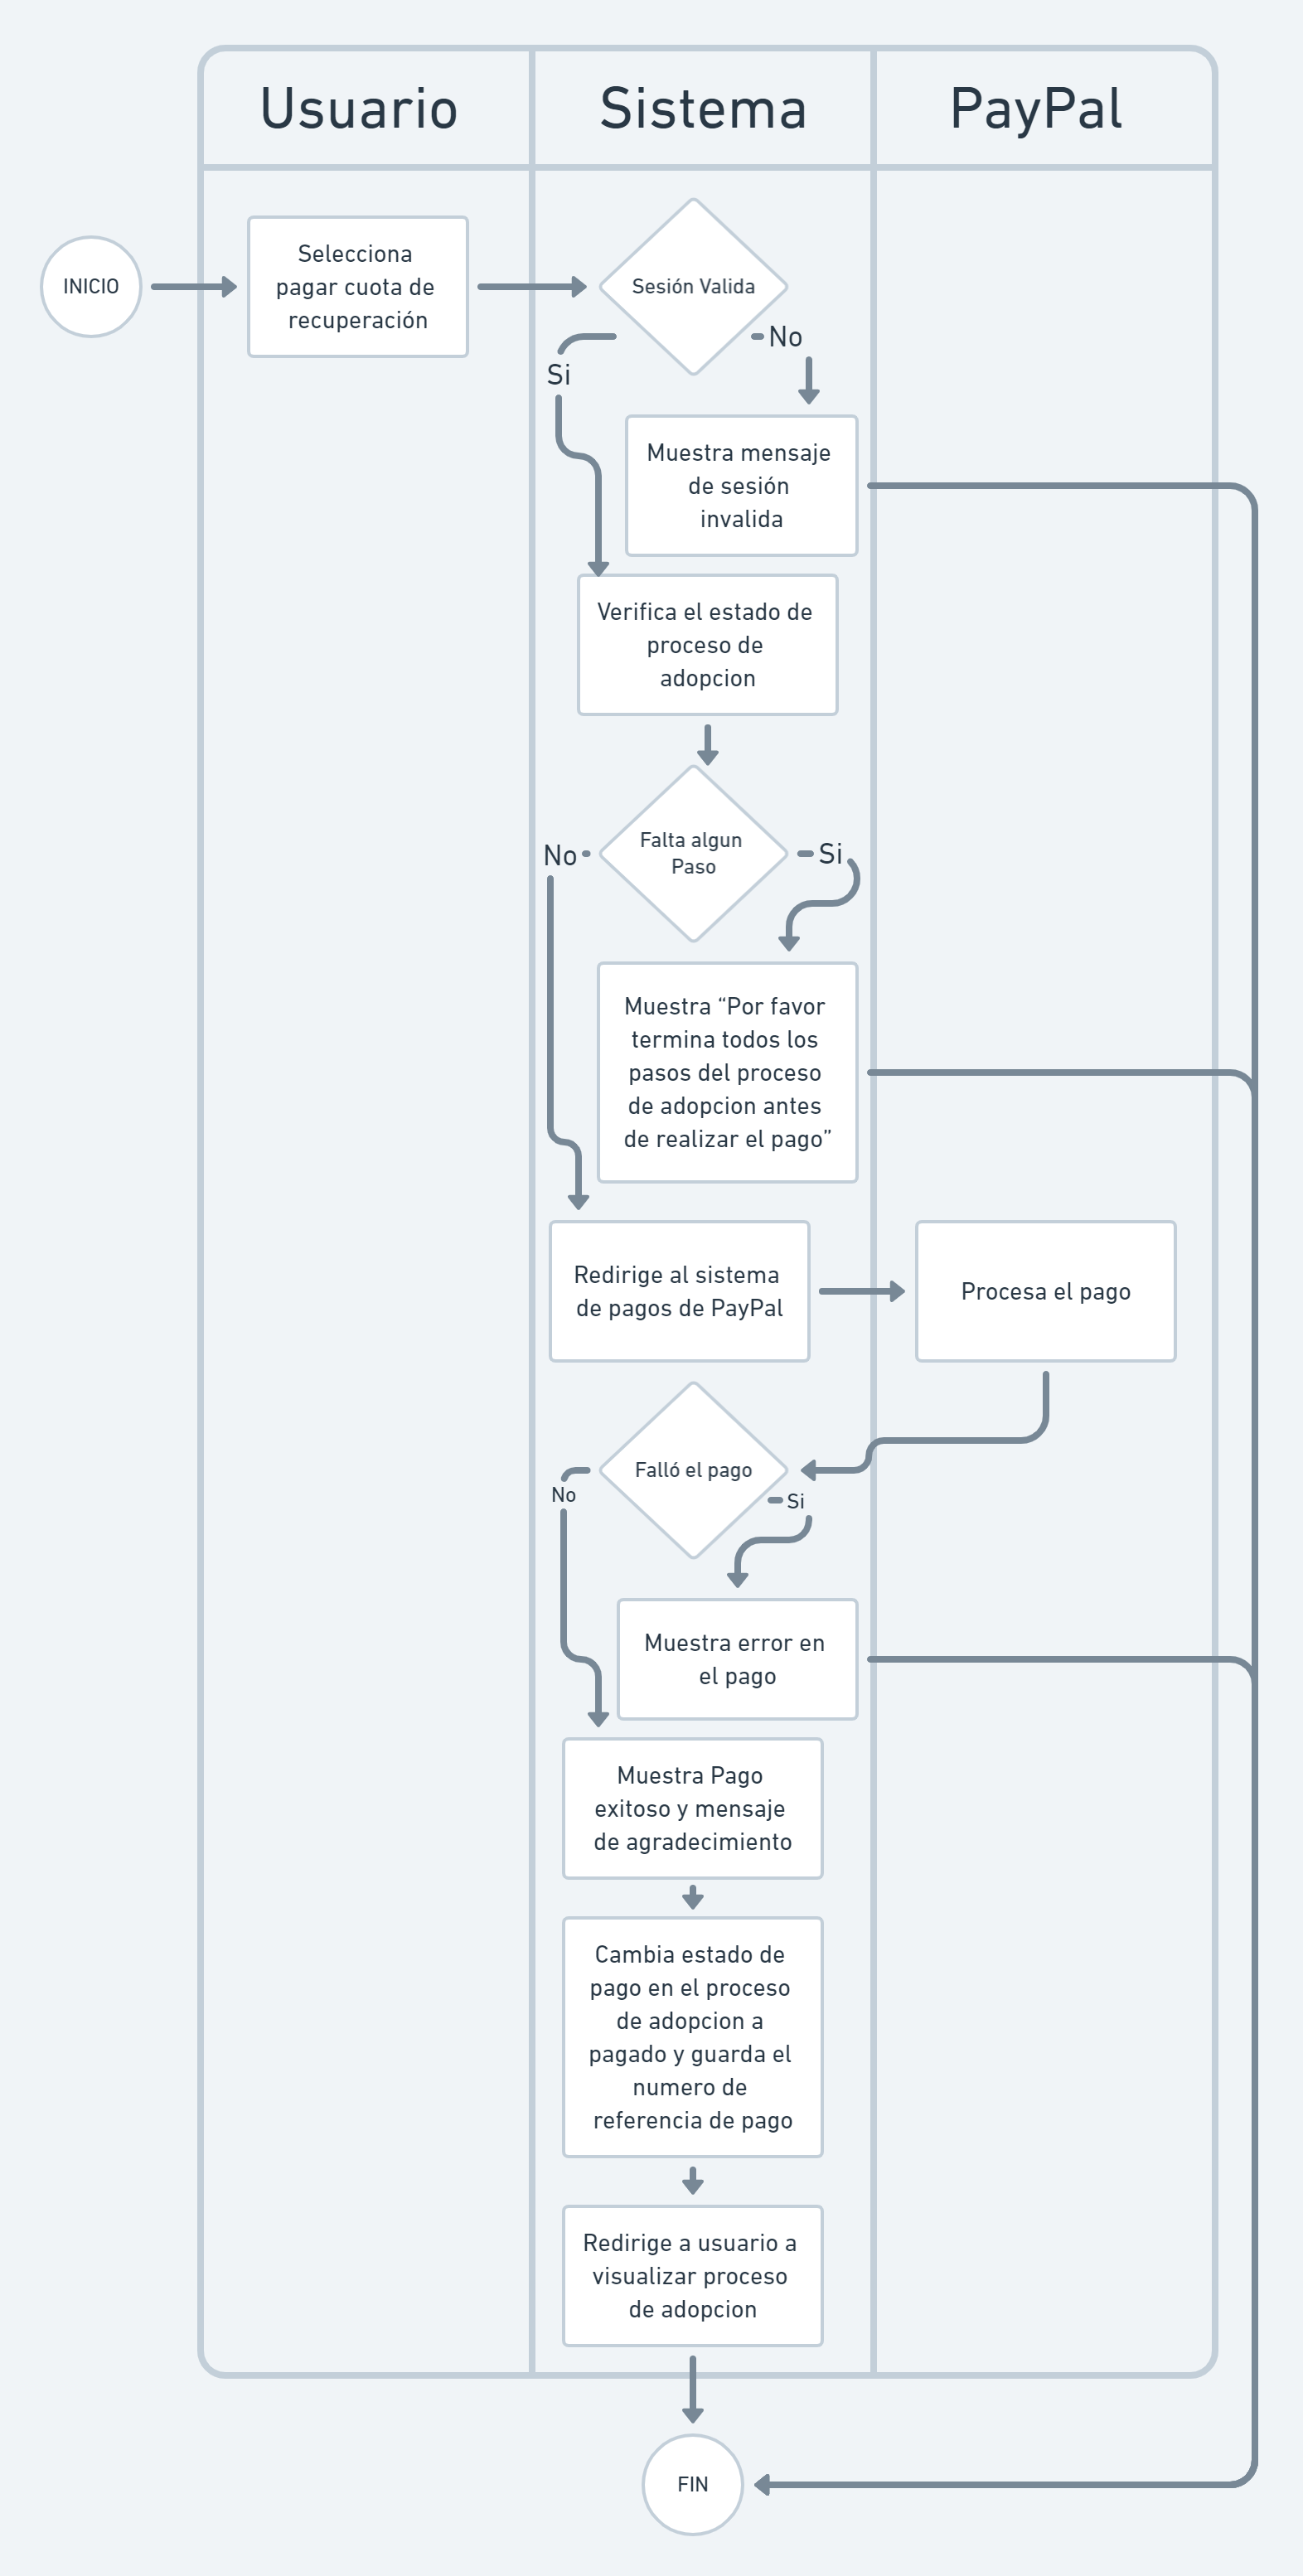 Usuario
Sistema
PayPal
INICIO
Selecciona
pagar cuota de
recuperación
Sesión Valida
No
Si
Muestra mensaje
de sesión
invalida
Verifica el estado de
proceso de
adopcion
Falta algun
Paso
No
Si
Muestra “Por favor
termina todos los
pasos del proceso
de adopcion antes
de realizar el pago”
Redirige al sistema
de pagos de PayPal
Procesa el pago
Falló el pago
No
Si
Muestra error en
el pago
Muestra Pago
exitoso y mensaje
de agradecimiento
Cambia estado de
pago en el proceso
de adopcion a
pagado y guarda el
numero de
referencia de pago
Redirige a usuario a
visualizar proceso
de adopcion
FIN